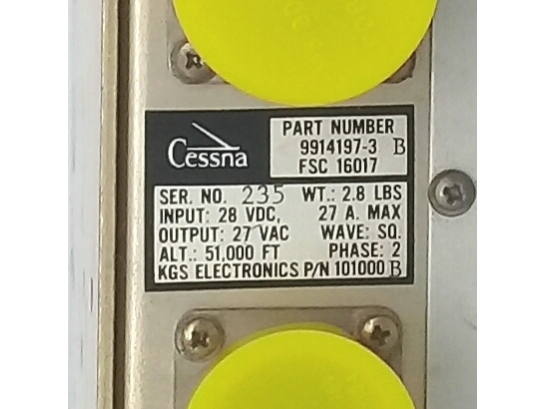 Cessna
PART NUMBER
9914197-3 B
FSC 16017
SER. NO. 235 WT.: 2.8 LBS
INPUT: 28 VDC, 27 A. MAX
OUTPUT: 27 VAC WAVE: SQ.
ALT.: 51,000 FT PHASE: 2
KGS ELECTRONICS P/N 101000 B